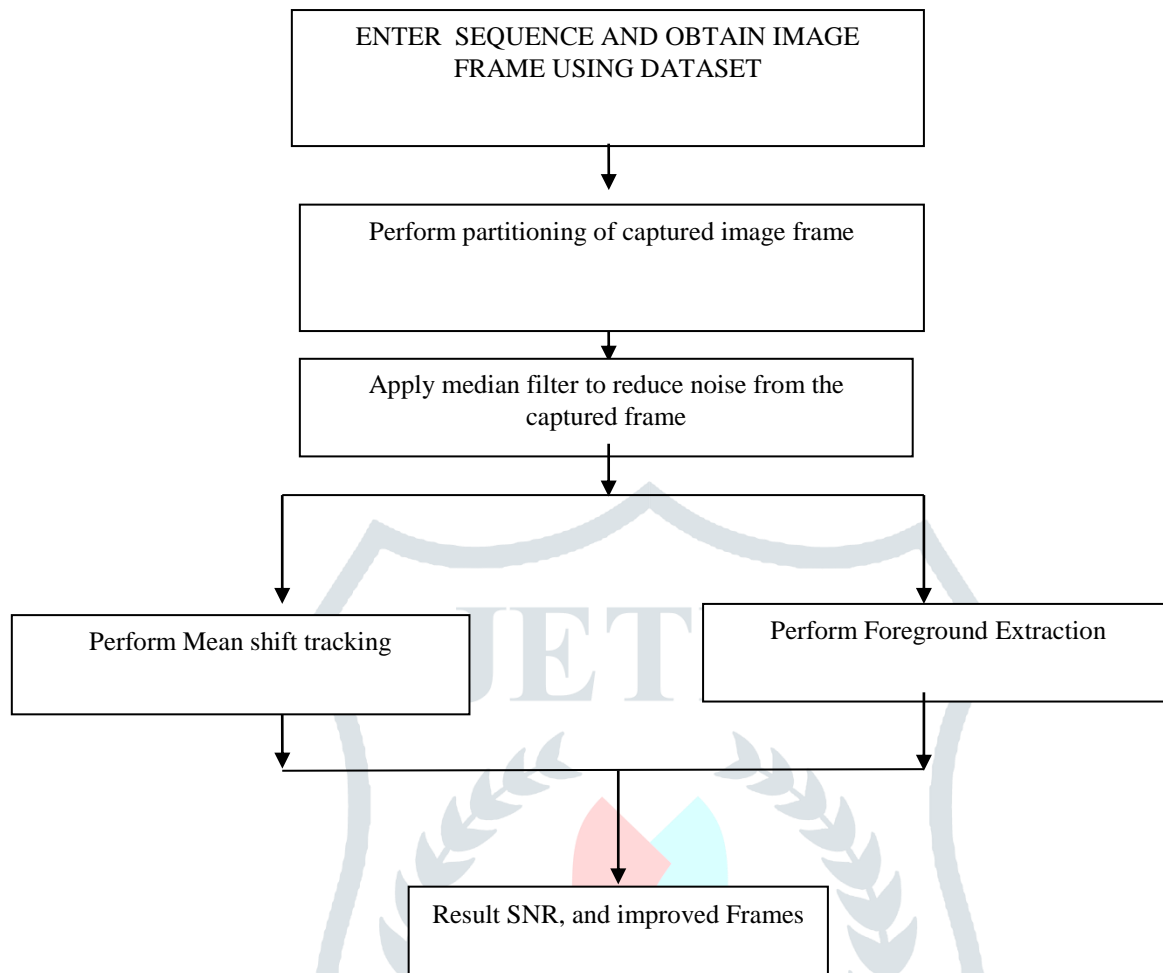 ENTER SEQUENCE AND OBTAIN IMAGE
FRAME USING DATASET
Perform partitioning of captured image frame
Apply median filter to reduce noise from the
captured frame
Perform Mean shift tracking
Perform Foreground Extraction
Result SNR, and improved Frames